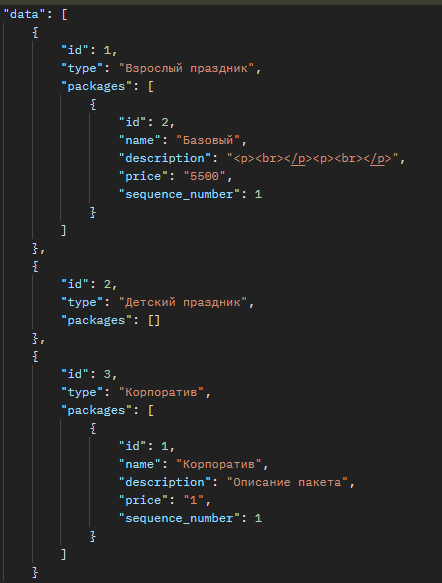 "data": [
{
"id": 1,
"type": "Взрослый праздник",
"packages": [
{
"id": 2,
"name": "Базовый",
"description": "<p><br></p><p><br></p>",
"price": "5500",
"sequence_number": 1
}
]
},
{
"id": 2,
"type": "Детский праздник",
"packages": []
},
{
"id": 3,
"type": "Корпоратив",
"packages": [
{
"id": 1,
"name": "Корпоратив",
"description": "Описание пакета",
"price": "1",
"sequence_number": 1
}
]
}